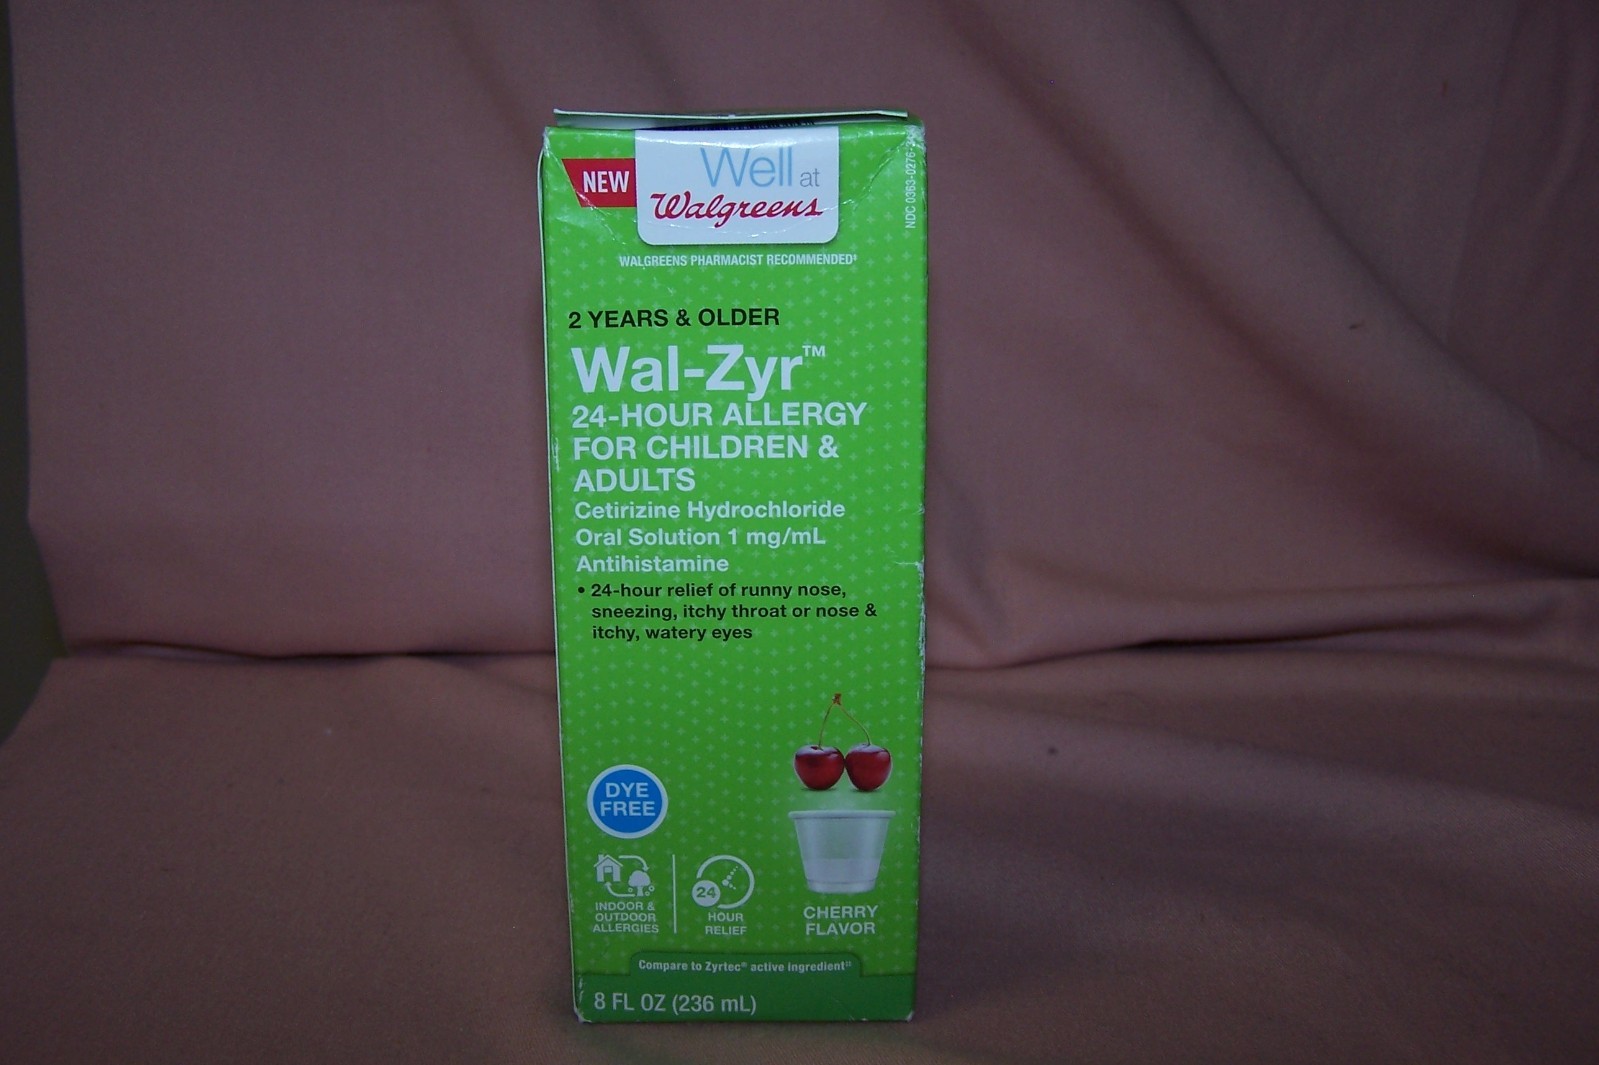 NEW
Well at
Walgreens
NDC 0363-0276-
WALGREENS PHARMACIST RECOMMENDED‡
2 YEARS & OLDER
Wal-Zyr™
24-HOUR ALLERGY
FOR CHILDREN &
ADULTS
Cetirizine Hydrochloride
Oral Solution 1 mg/mL
Antihistamine
• 24-hour relief of runny nose,
sneezing, itchy throat or nose &
itchy, watery eyes
DYE
FREE
INDOOR &
OUTDOOR
ALLERGIES
24
HOUR
RELIEF
CHERRY
FLAVOR
Compare to Zyrtec® active ingredient‡‡
8 FL OZ (236 mL)